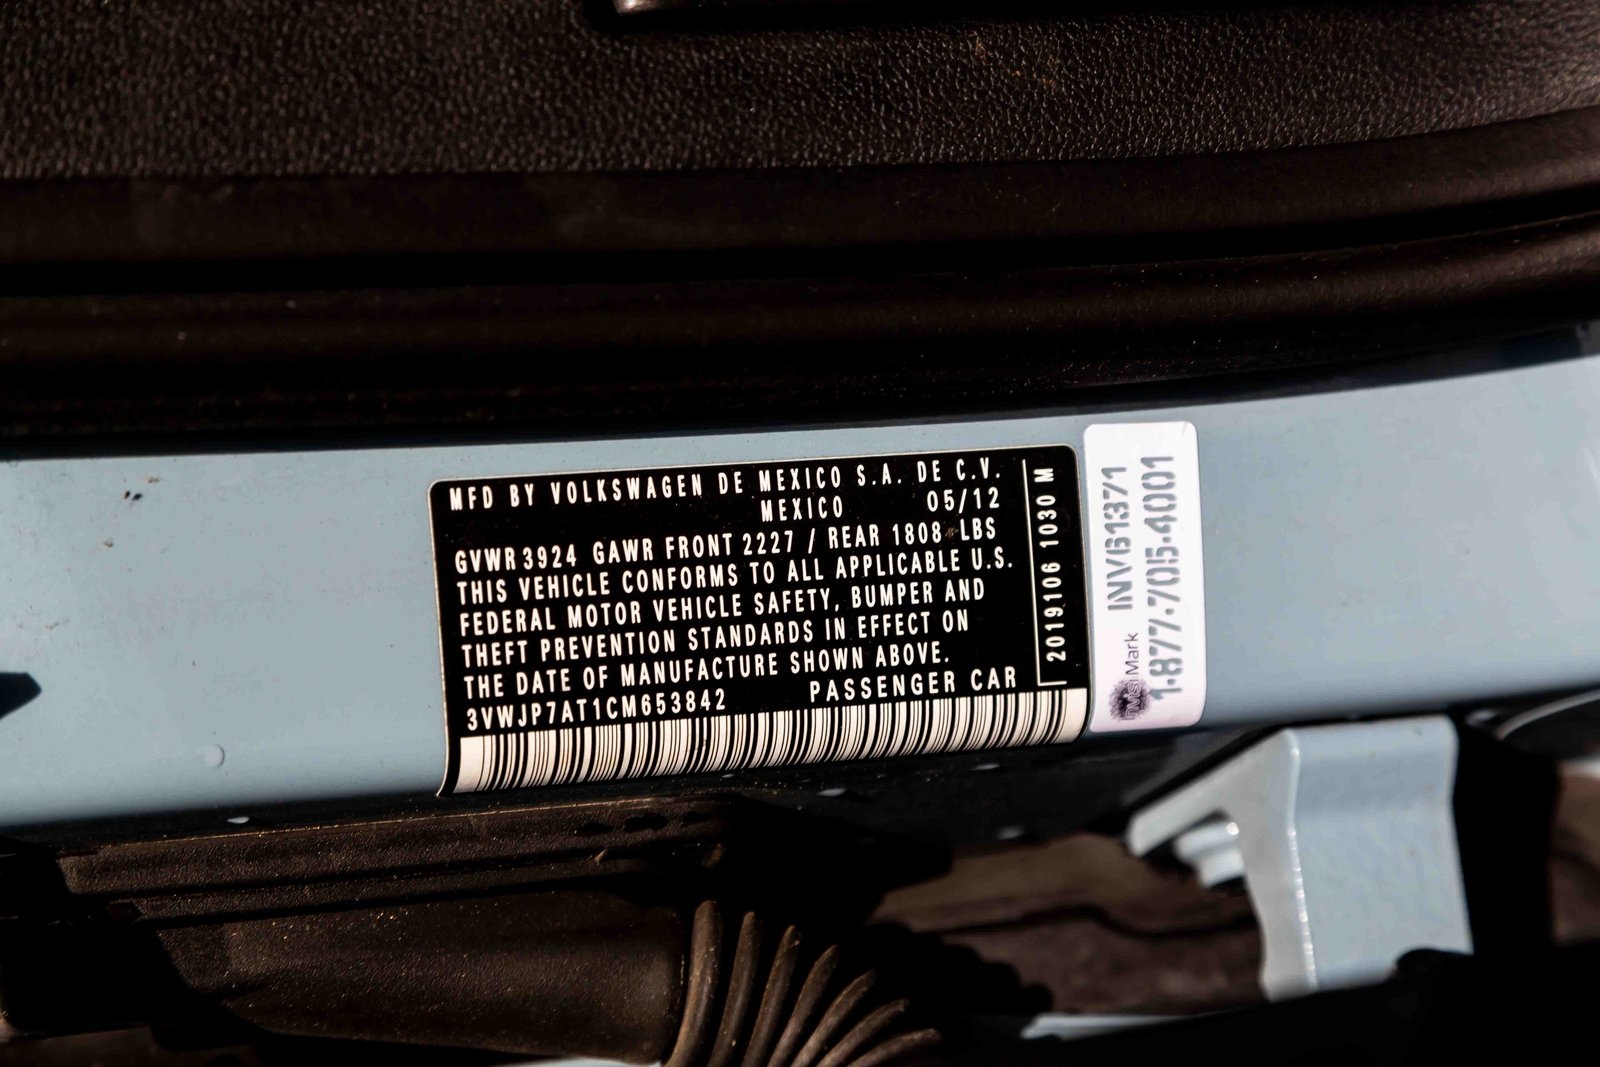 MFD BY VOLKSWAGEN DE MEXICO S.A. DE C.V.
MEXICO 05/12
GVWR 3924 GAWR FRONT 2227 / REAR 1808 LBS
THIS VEHICLE CONFORMS TO ALL APPLICABLE U.S.
FEDERAL MOTOR VEHICLE SAFETY, BUMPER AND
THEFT PREVENTION STANDARDS IN EFFECT ON
THE DATE OF MANUFACTURE SHOWN ABOVE.
3VWJP7AT1CM653842 PASSENGER CAR
2019106 1030 M
Mark INVB1371
1-877-705-4001